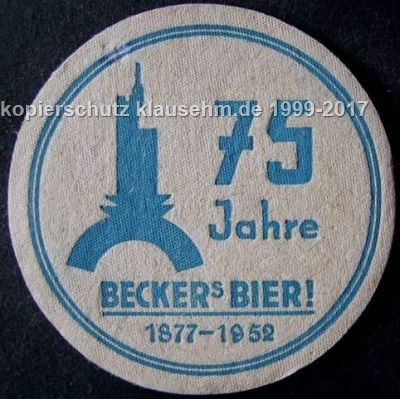 kopierschutz klausehm.de 1999-2017
75
Jahre
BECKERs BIER!
1877-1952